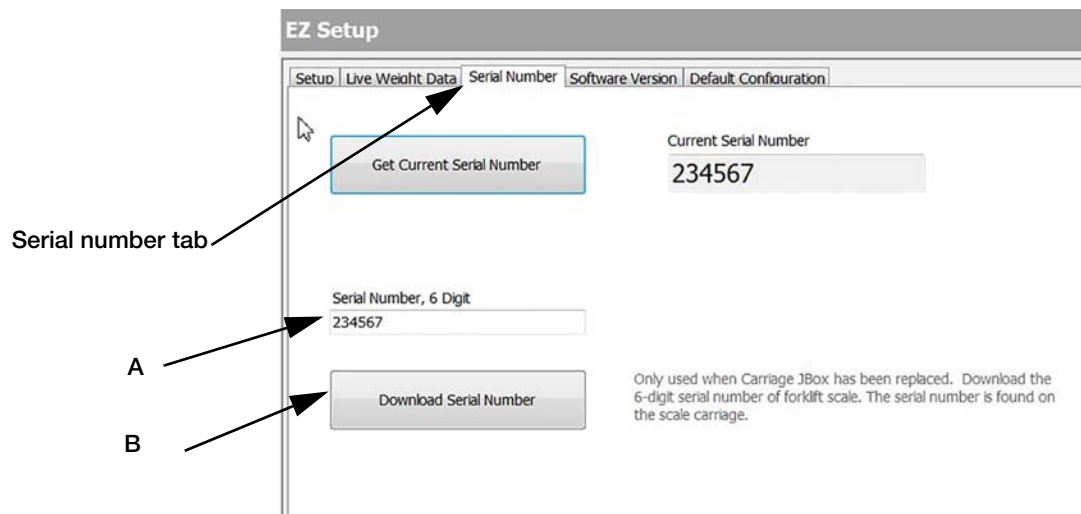 EZ Setup
Setup Live Weight Data Serial Number Software Version Default Configuration
Get Current Serial Number
Current Serial Number
234567
Serial number tab
Serial Number, 6 Digit
234567
A
Download Serial Number
Only used when Carriage JBox has been replaced. Download the
6-digit serial number of forklift scale. The serial number is found on
the scale carriage.
B